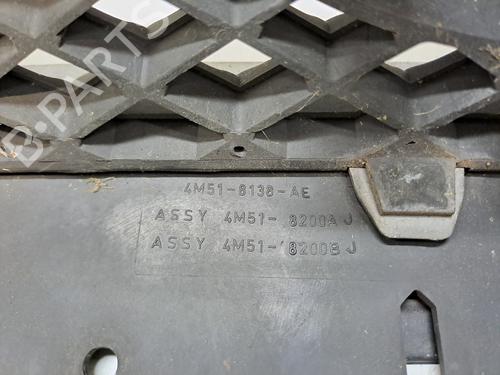 4M51-8138-AE
ASSY 4M51- 8200A J
ASSY 4M51- 8200B J
B-PARTS